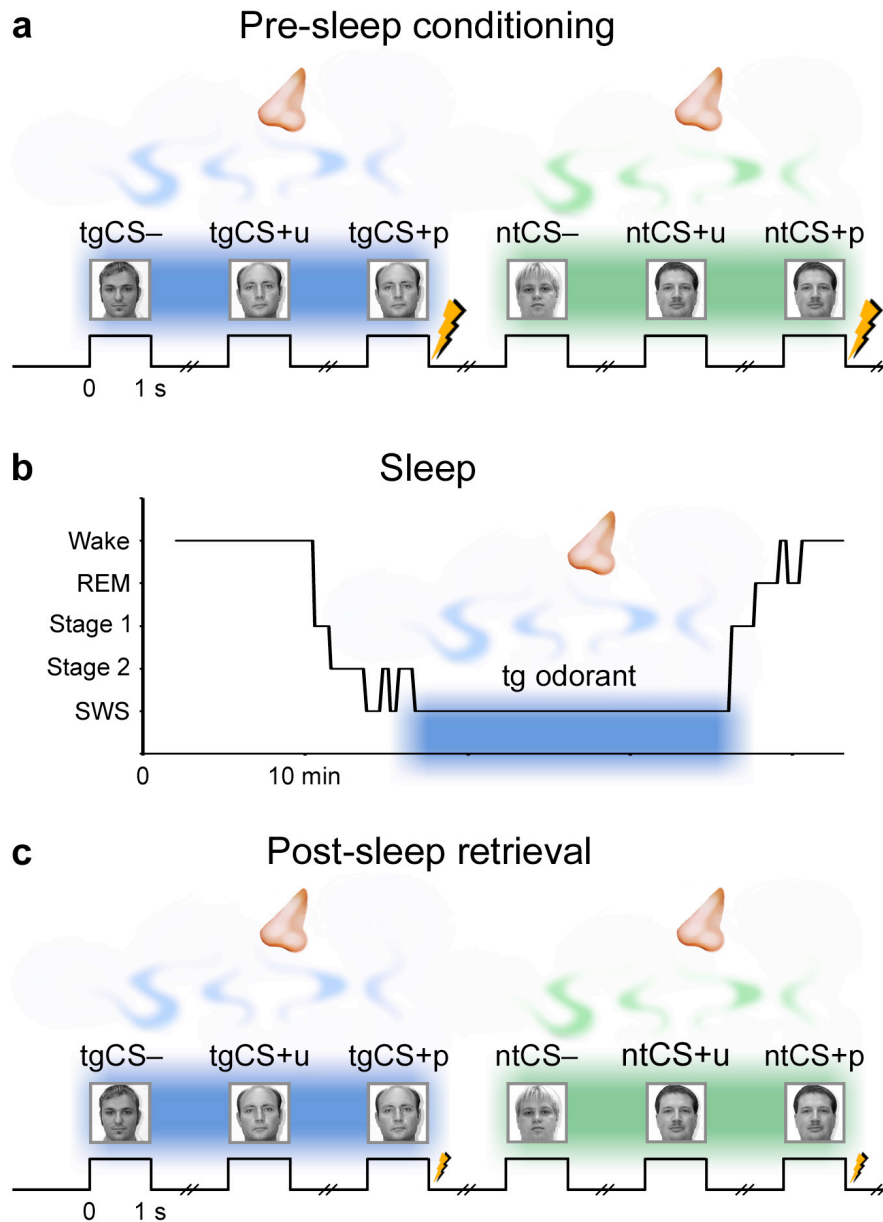 a Pre-sleep conditioning
tgCS– tgCS+u tgCS+p ntCS– ntCS+u ntCS+p
0 1 s
b Sleep
Wake
REM
Stage 1
Stage 2
tg odorant
SWS
0 10 min
c Post-sleep retrieval
tgCS– tgCS+u tgCS+p ntCS– ntCS+u ntCS+p
0 1 s